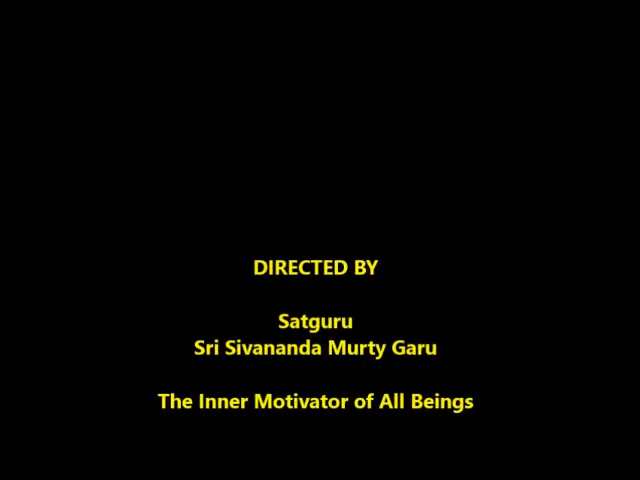 DIRECTED BY
Satguru
Sri Sivananda Murty Garu
The Inner Motivator of All Beings